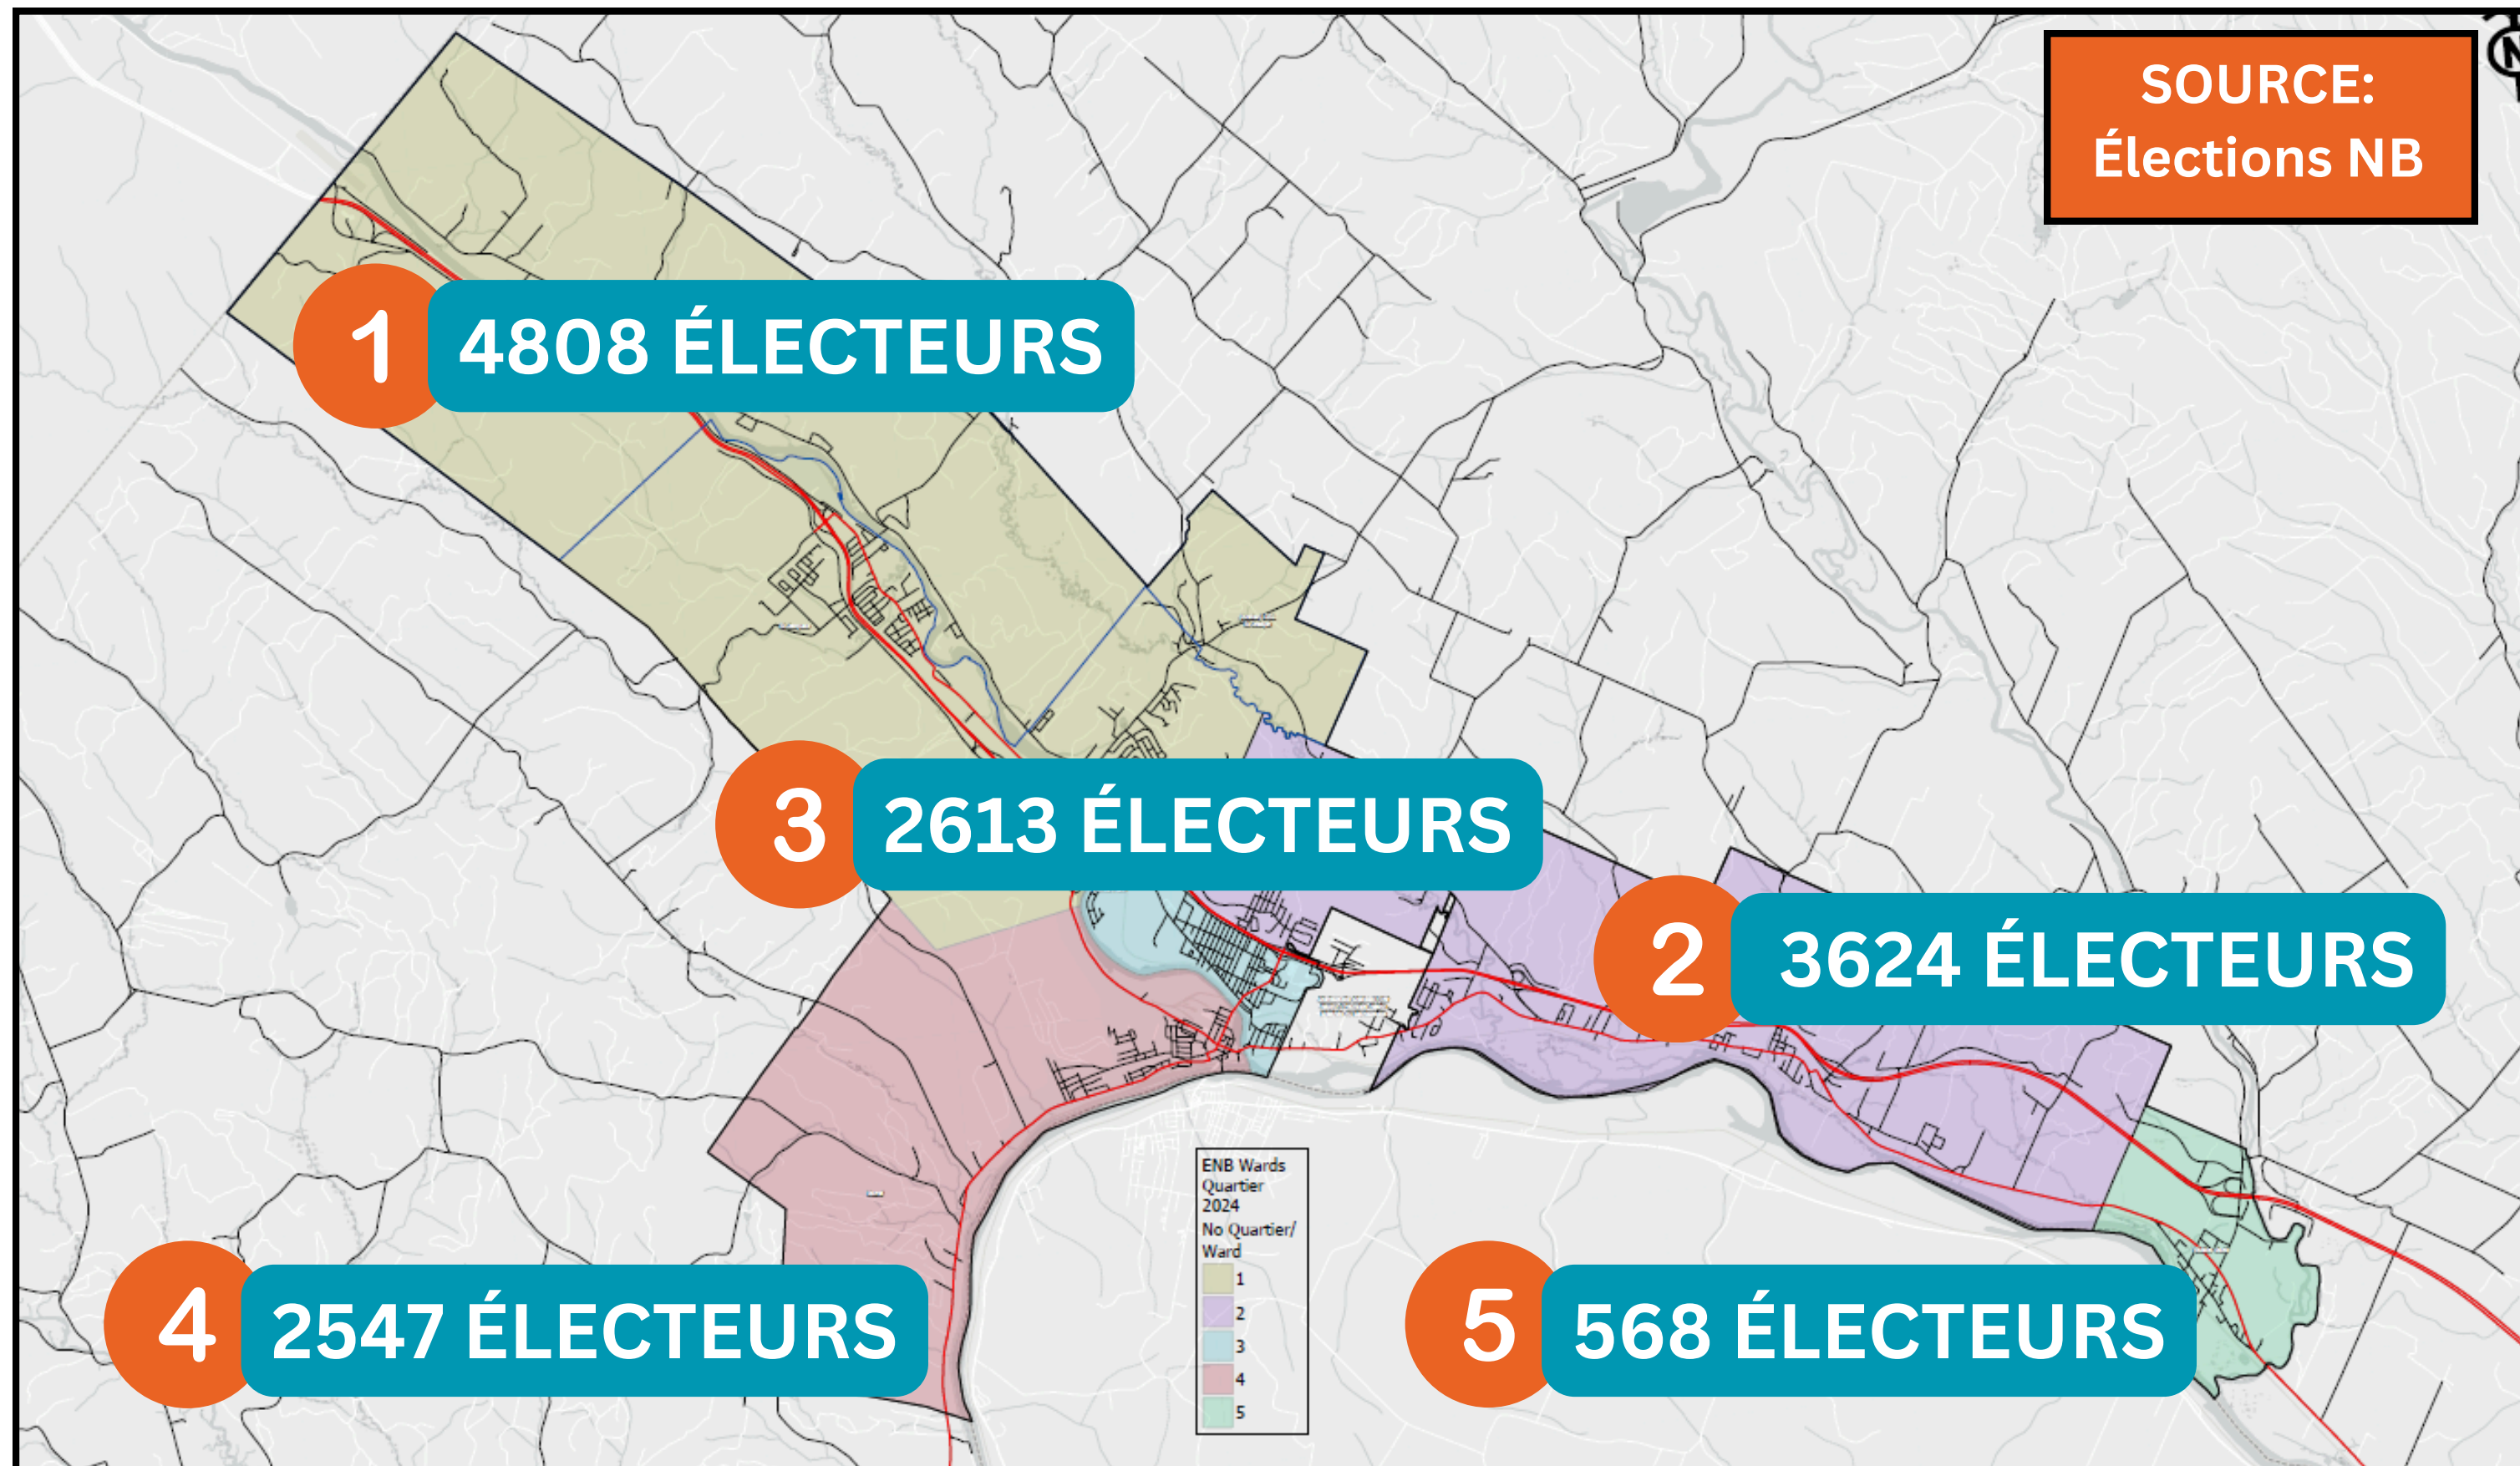 SOURCE:
Élections NB
N
1
4808 ÉLECTEURS
3
2613 ÉLECTEURS
2
3624 ÉLECTEURS
4
2547 ÉLECTEURS
5
568 ÉLECTEURS
ENB Wards
Quartier
2024
No Quartier/
Ward
1
2
3
4
5